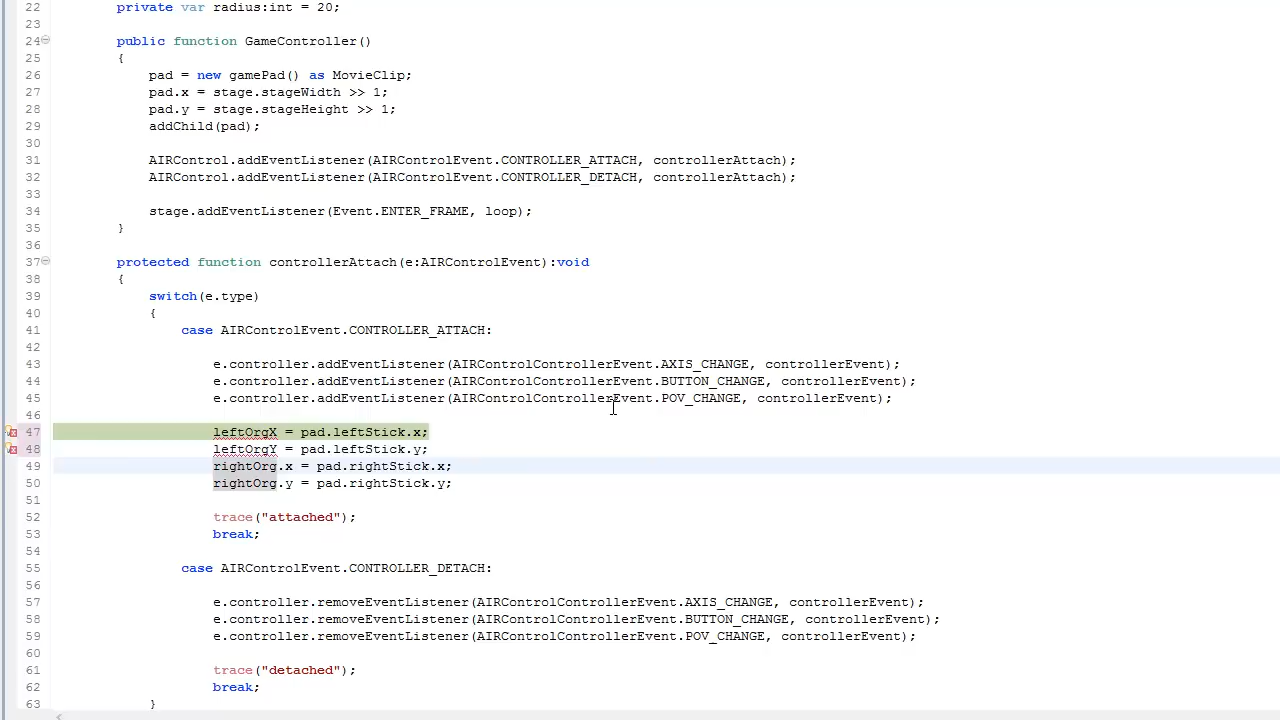 22 private var radius:int = 20;
23
24 public function GameController()
25 {
26 pad = new gamePad() as MovieClip;
27 pad.x = stage.stageWidth >> 1;
28 pad.y = stage.stageHeight >> 1;
29 addChild(pad);
30
31 AIRControl.addEventListener(AIRControlEvent.CONTROLLER_ATTACH, controllerAttach);
32 AIRControl.addEventListener(AIRControlEvent.CONTROLLER_DETACH, controllerAttach);
33
34 stage.addEventListener(Event.ENTER_FRAME, loop);
35 }
36
37 protected function controllerAttach(e:AIRControlEvent):void
38 {
39 switch(e.type)
40 {
41 case AIRControlEvent.CONTROLLER_ATTACH:
42
43 e.controller.addEventListener(AIRControlControllerEvent.AXIS_CHANGE, controllerEvent);
44 e.controller.addEventListener(AIRControlControllerEvent.BUTTON_CHANGE, controllerEvent);
45 e.controller.addEventListener(AIRControlControllerEvent.POV_CHANGE, controllerEvent);
46
47 leftOrgX = pad.leftStick.x;
48 leftOrgY = pad.leftStick.y;
49 rightOrg.x = pad.rightStick.x;
50 rightOrg.y = pad.rightStick.y;
51
52 trace("attached");
53 break;
54
55 case AIRControlEvent.CONTROLLER_DETACH:
56
57 e.controller.removeEventListener(AIRControlControllerEvent.AXIS_CHANGE, controllerEvent);
58 e.controller.removeEventListener(AIRControlControllerEvent.BUTTON_CHANGE, controllerEvent);
59 e.controller.removeEventListener(AIRControlControllerEvent.POV_CHANGE, controllerEvent);
60
61 trace("detached");
62 break;
63 }